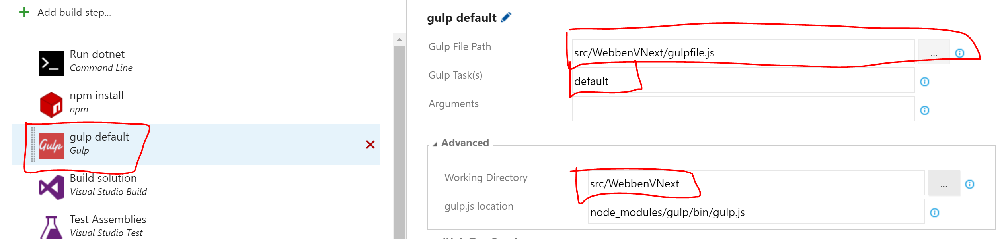 Add build step...
Run dotnet
Command Line
npm install
npm
Gulp
gulp default
Gulp
Build solution
Visual Studio Build
Test Assemblies
Visual Studio Test
gulp default
Gulp File Path
src/WebbenVNext/gulpfile.js
...
Gulp Task(s)
default
Arguments
Advanced
Working Directory
src/WebbenVNext
...
gulp.js location
node_modules/gulp/bin/gulp.js